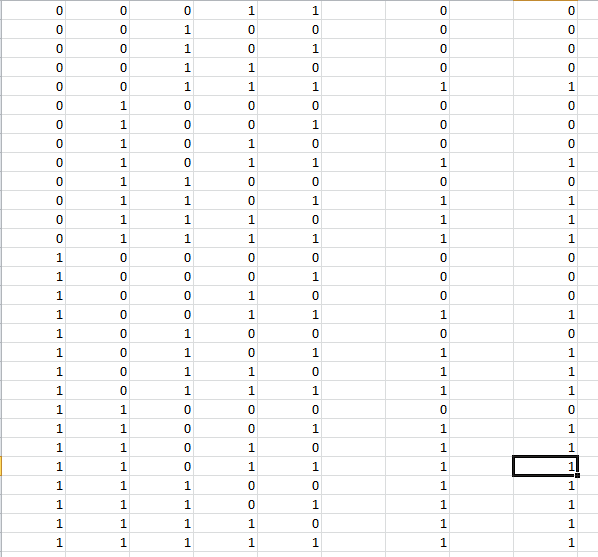 0 0 0 1 1 0 0
0 0 1 0 0 0 0
0 0 1 0 1 0 0
0 0 1 1 0 0 0
0 0 1 1 1 1 1
0 1 0 0 0 0 0
0 1 0 0 1 0 0
0 1 0 1 0 0 0
0 1 0 1 1 1 1
0 1 1 0 0 0 0
0 1 1 0 1 1 1
0 1 1 1 0 1 1
0 1 1 1 1 1 1
1 0 0 0 0 0 0
1 0 0 0 1 0 0
1 0 0 1 0 0 0
1 0 0 1 1 1 1
1 0 1 0 0 0 0
1 0 1 0 1 1 1
1 0 1 1 0 1 1
1 0 1 1 1 1 1
1 1 0 0 0 0 0
1 1 0 0 1 1 1
1 1 0 1 0 1 1
1 1 0 1 1 1 1
1 1 1 0 0 1 1
1 1 1 0 1 1 1
1 1 1 1 0 1 1
1 1 1 1 1 1 1